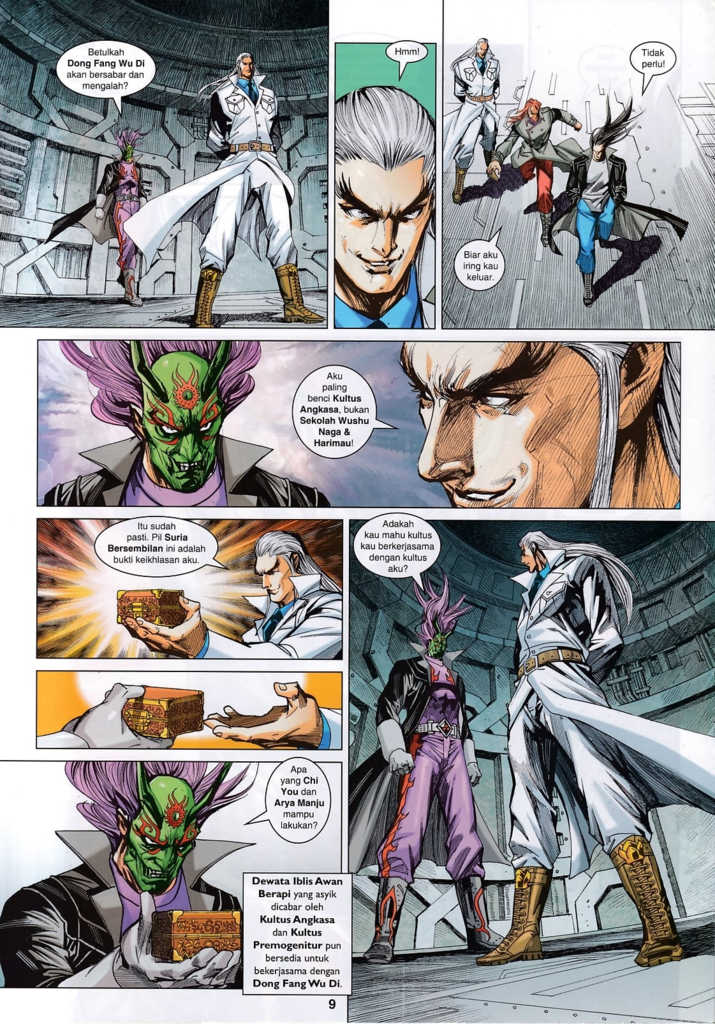 Betulkah
Dong Fang Wu Di
akan bersabar dan
mengalah?
Hmm!
Tidak
perlu!
Biar aku
iring kau
keluar.
Aku
paling
benci Kultus
Angkasa, bukan
Sekolah Wushu
Naga &
Harimau!
Itu sudah
pasti. Pil Suria
Bersembilan ini adalah
bukti keikhlasan aku.
Adakah
kau mahu kultus
kau berkerjasama
dengan kultus
aku?
Apa
yang Chi
You dan
Arya Manju
mampu
lakukan?
Dewata Iblis Awan
Berapi yang asyik
dicabar oleh
Kultus Angkasa
dan Kultus
Premogenitur pun
bersedia untuk
bekerjasama dengan
Dong Fang Wu Di.
9